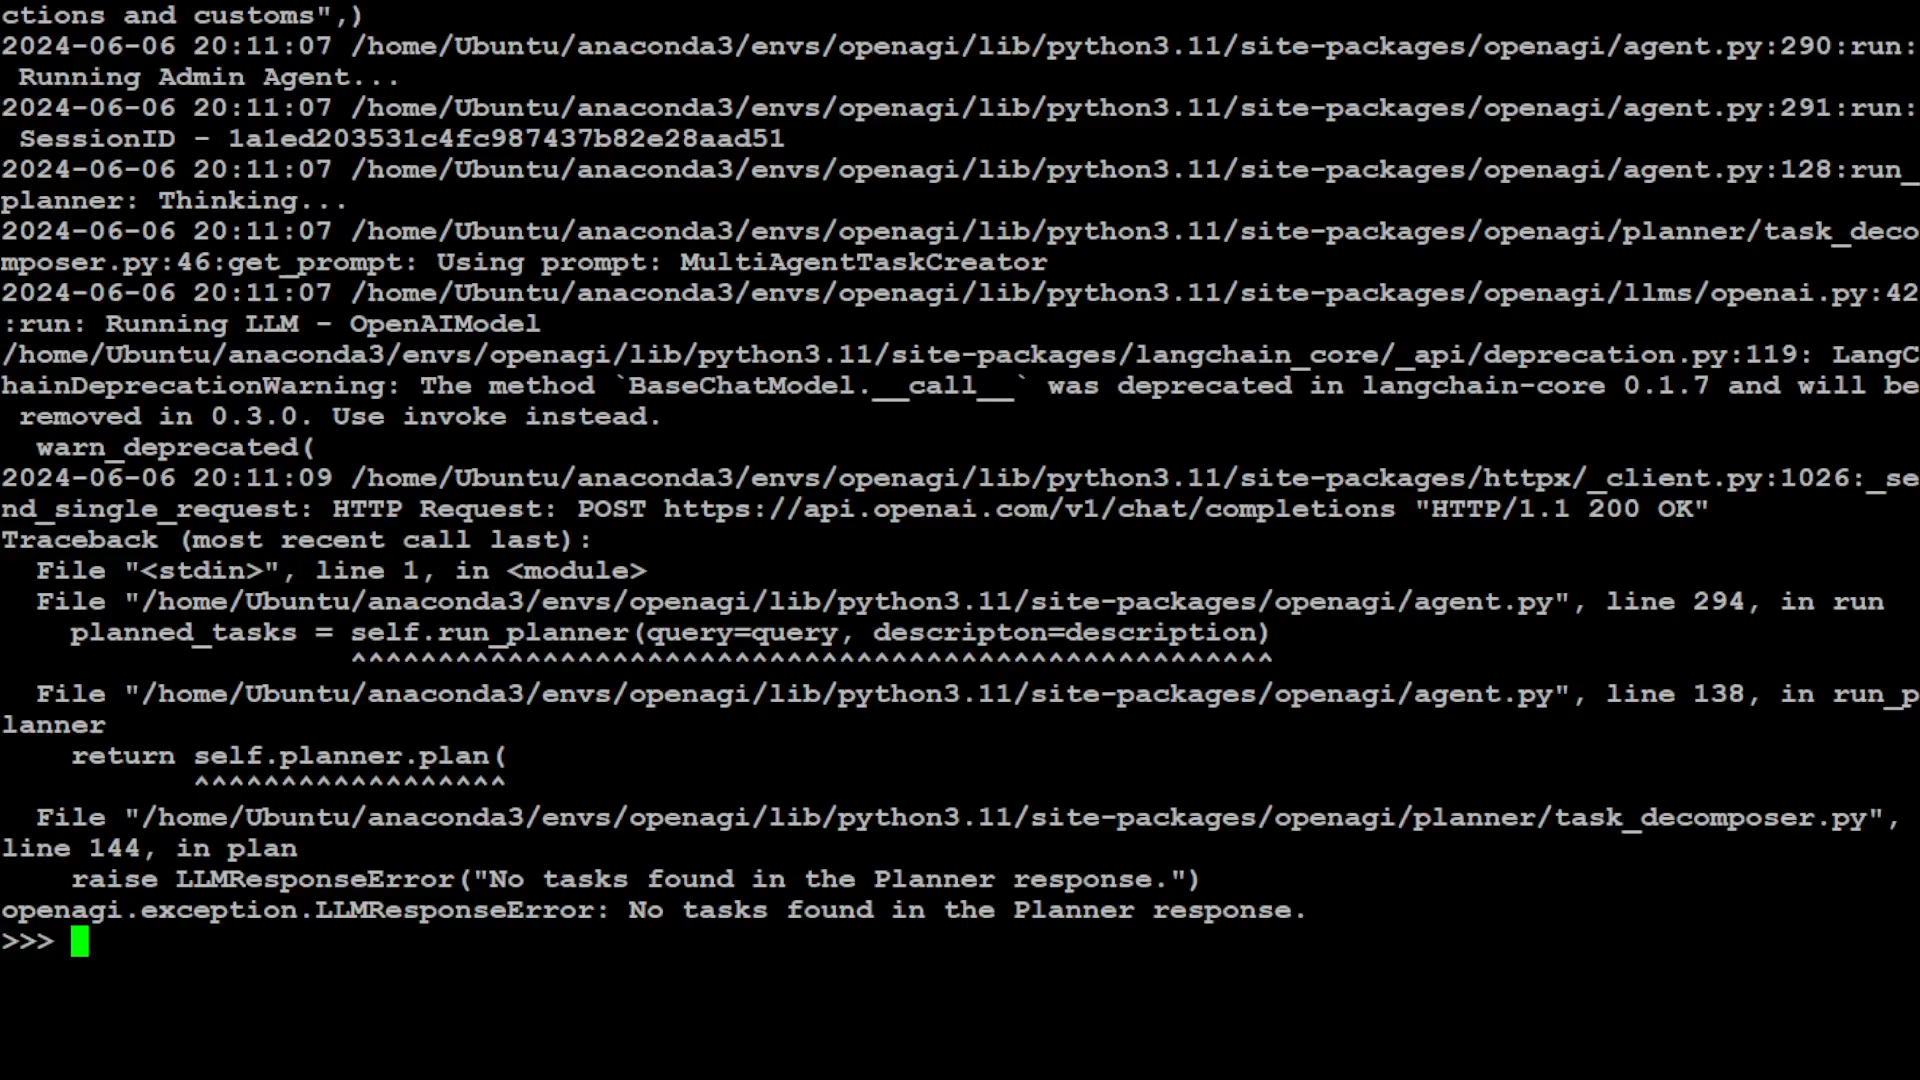 ctions and customs",)
2024-06-06 20:11:07 /home/Ubuntu/anaconda3/envs/openagi/lib/python3.11/site-packages/openagi/agent.py:290:run:
 Running Admin Agent...
2024-06-06 20:11:07 /home/Ubuntu/anaconda3/envs/openagi/lib/python3.11/site-packages/openagi/agent.py:291:run:
 SessionID - 1a1ed203531c4fc987437b82e28aad51
2024-06-06 20:11:07 /home/Ubuntu/anaconda3/envs/openagi/lib/python3.11/site-packages/openagi/agent.py:128:run_
planner: Thinking...
2024-06-06 20:11:07 /home/Ubuntu/anaconda3/envs/openagi/lib/python3.11/site-packages/openagi/planner/task_deco
mposer.py:46:get_prompt: Using prompt: MultiAgentTaskCreator
2024-06-06 20:11:07 /home/Ubuntu/anaconda3/envs/openagi/lib/python3.11/site-packages/openagi/llms/openai.py:42
:run: Running LLM - OpenAIModel
/home/Ubuntu/anaconda3/envs/openagi/lib/python3.11/site-packages/langchain_core/_api/deprecation.py:119: LangC
hainDeprecationWarning: The method `BaseChatModel.__call__` was deprecated in langchain-core 0.1.7 and will be
 removed in 0.3.0. Use invoke instead.
  warn_deprecated(
2024-06-06 20:11:09 /home/Ubuntu/anaconda3/envs/openagi/lib/python3.11/site-packages/httpx/_client.py:1026:_se
nd_single_request: HTTP Request: POST https://api.openai.com/v1/chat/completions "HTTP/1.1 200 OK"
Traceback (most recent call last):
  File "<stdin>", line 1, in <module>
  File "/home/Ubuntu/anaconda3/envs/openagi/lib/python3.11/site-packages/openagi/agent.py", line 294, in run
    planned_tasks = self.run_planner(query=query, descripton=description)
                    ^^^^^^^^^^^^^^^^^^^^^^^^^^^^^^^^^^^^^^^^^^^^^^^^^^^^^
  File "/home/Ubuntu/anaconda3/envs/openagi/lib/python3.11/site-packages/openagi/agent.py", line 138, in run_p
lanner
    return self.planner.plan(
           ^^^^^^^^^^^^^^^^^^
  File "/home/Ubuntu/anaconda3/envs/openagi/lib/python3.11/site-packages/openagi/planner/task_decomposer.py",
line 144, in plan
    raise LLMResponseError("No tasks found in the Planner response.")
openagi.exception.LLMResponseError: No tasks found in the Planner response.
>>>